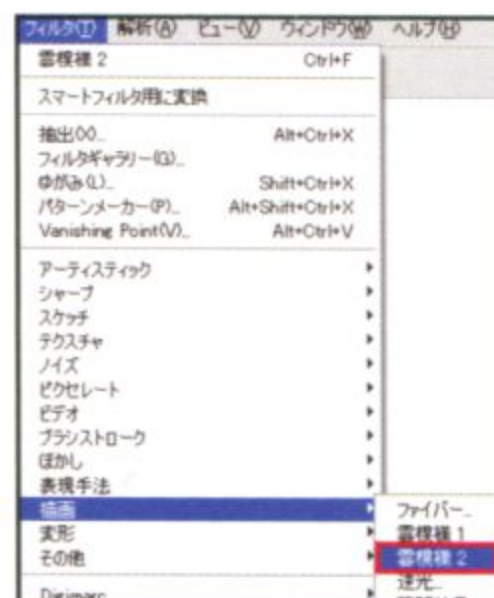 フィルタ(T) 解析(A) ビュー(V) ウィンドウ(W) ヘルプ(H)
雲模様 2 Ctrl+F
スマートフィルタ用に変換
抽出(X)... Alt+Ctrl+X
フィルタギャラリー(G)...
ゆがみ(L)... Shift+Ctrl+X
パターンメーカー(P)... Alt+Shift+Ctrl+X
Vanishing Point(V)... Alt+Ctrl+V
アーティスティック
シャープ
スケッチ
テクスチャ
ノイズ
ピクセレート
ビデオ
ブラシストローク
ぼかし
表現手法
描画
ファイバー...
変形
雲模様 1
その他
雲模様 2
逆光...
Digimarc